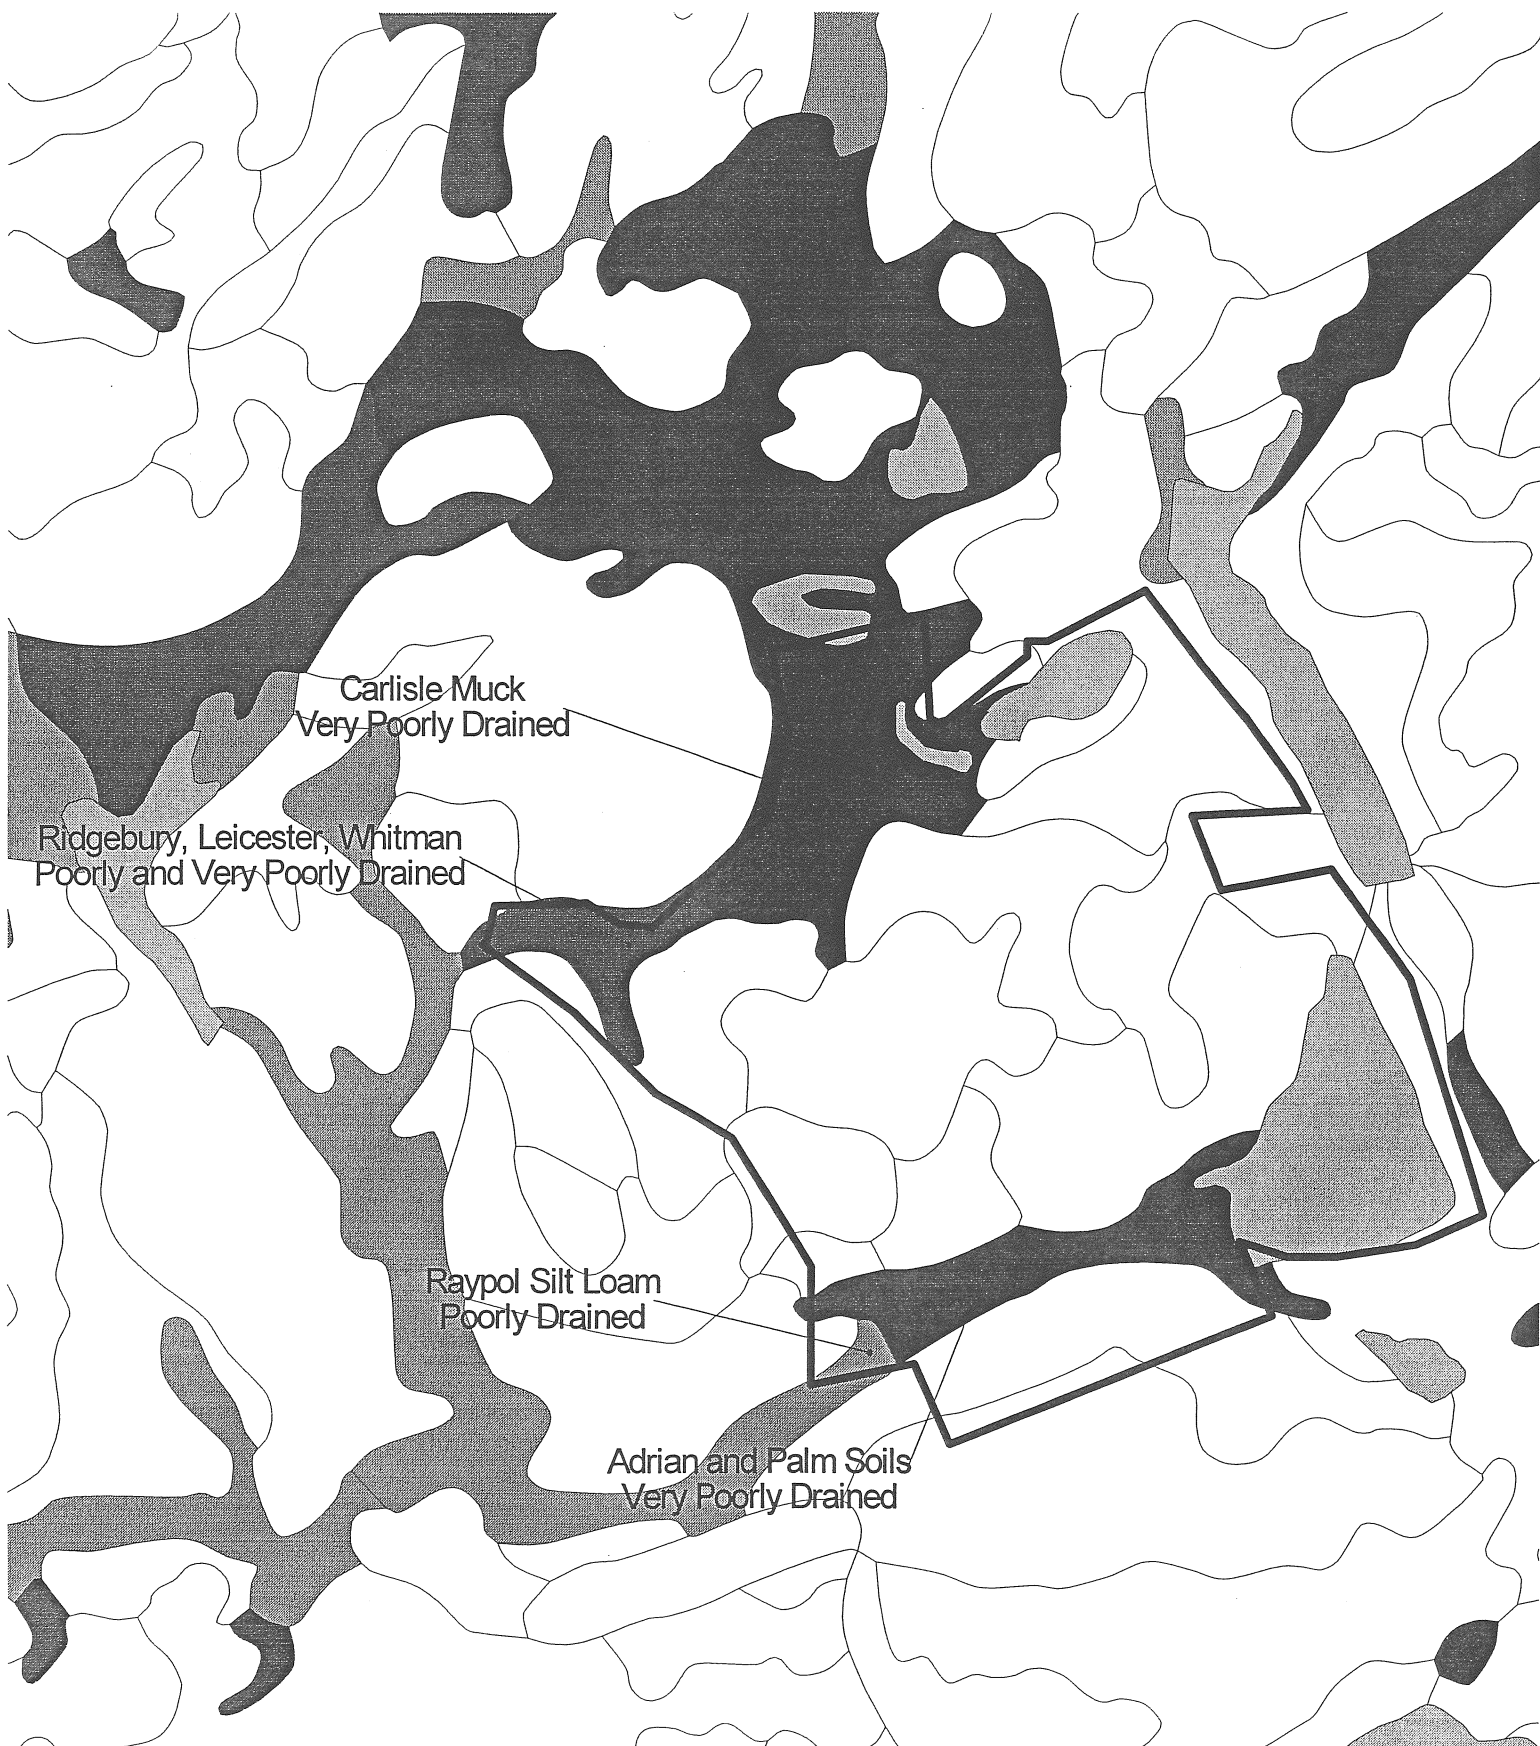 Carlisle Muck
Very Poorly Drained
Ridgebury, Leicester, Whitman
Poorly and Very Poorly Drained
Raypol Silt Loam
Poorly Drained
Adrian and Palm Soils
Very Poorly Drained